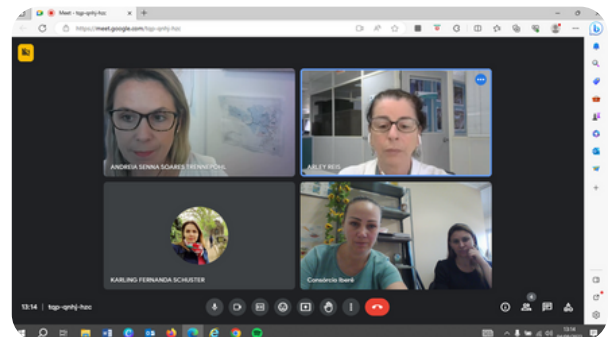 Meet - tqp-qnhj-hzc
https://meet.google.com/tqp-qnhj-hzc
ANDREIA SENNA SOARES TRENNEPOHL
ARLEY REIS
KARLING FERNANDA SCHUSTER
Consórcio Iberê
13:14 | tqp-qnhj-hzc
4
13:14